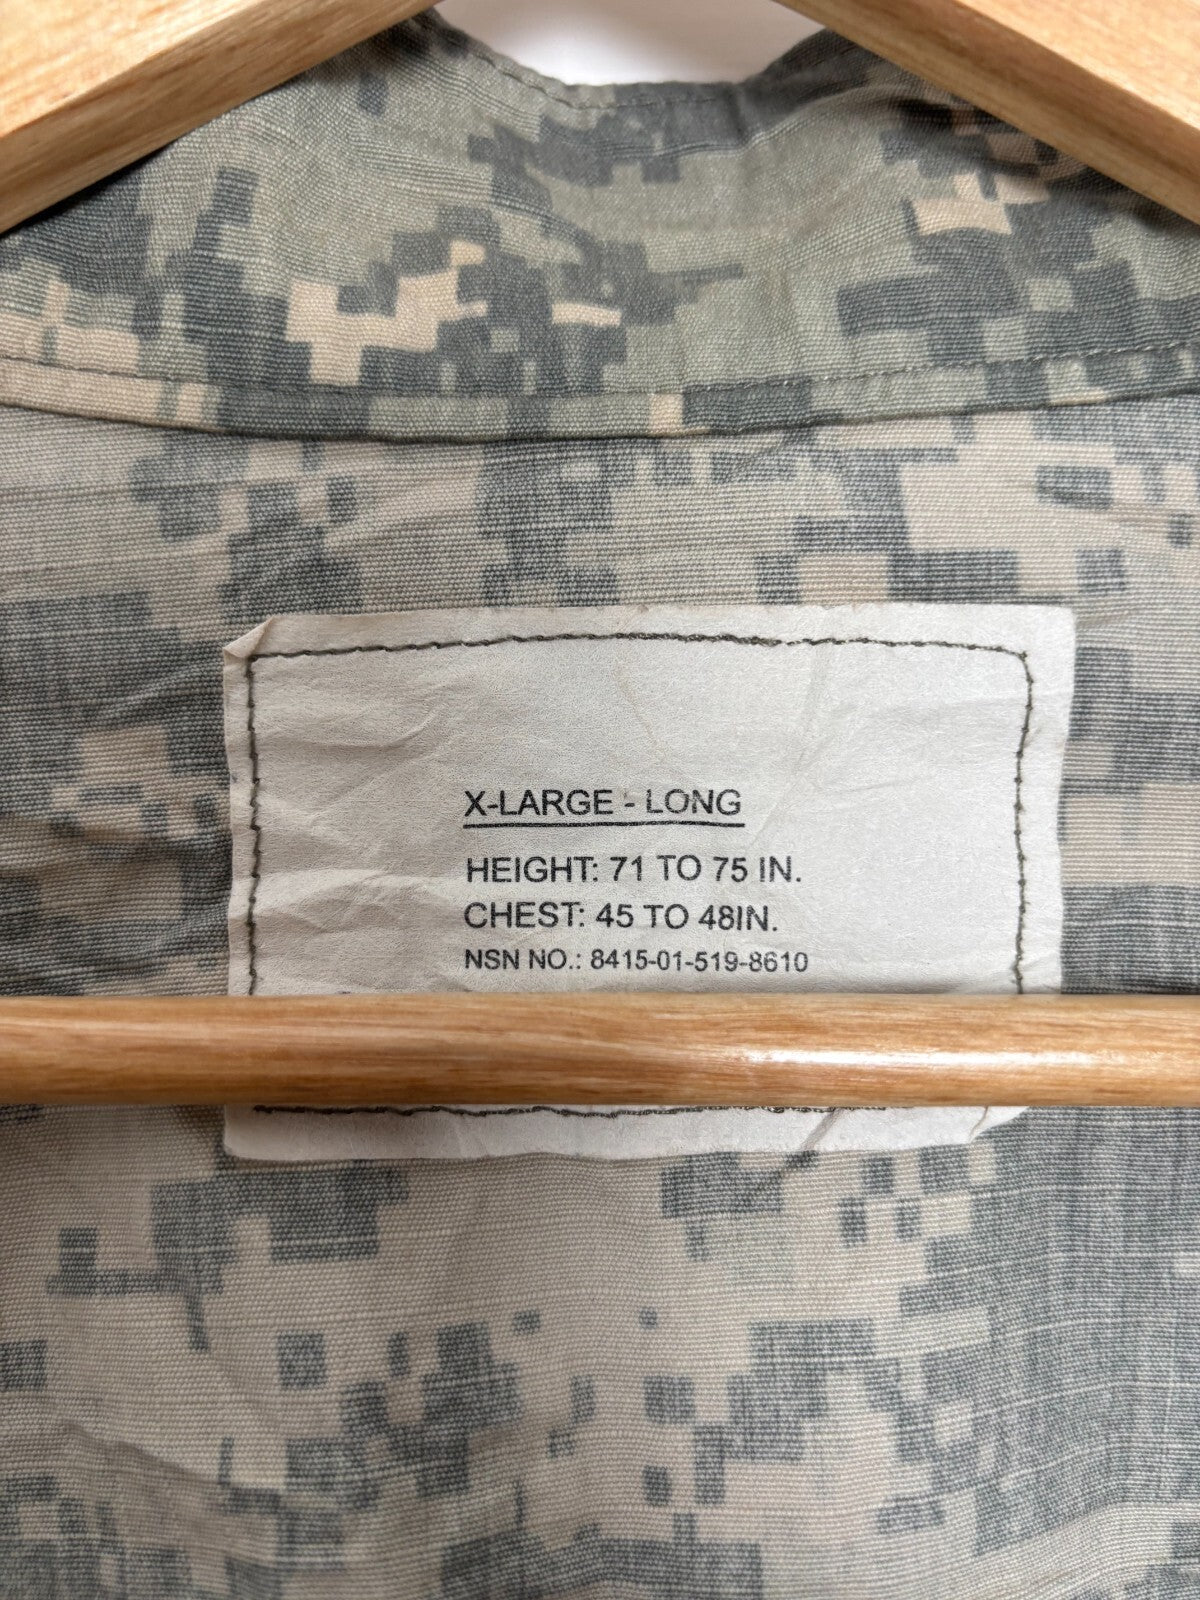 X-LARGE - LONG
HEIGHT: 71 TO 75 IN.
CHEST: 45 TO 48IN.
NSN NO.: 8415-01-519-8610